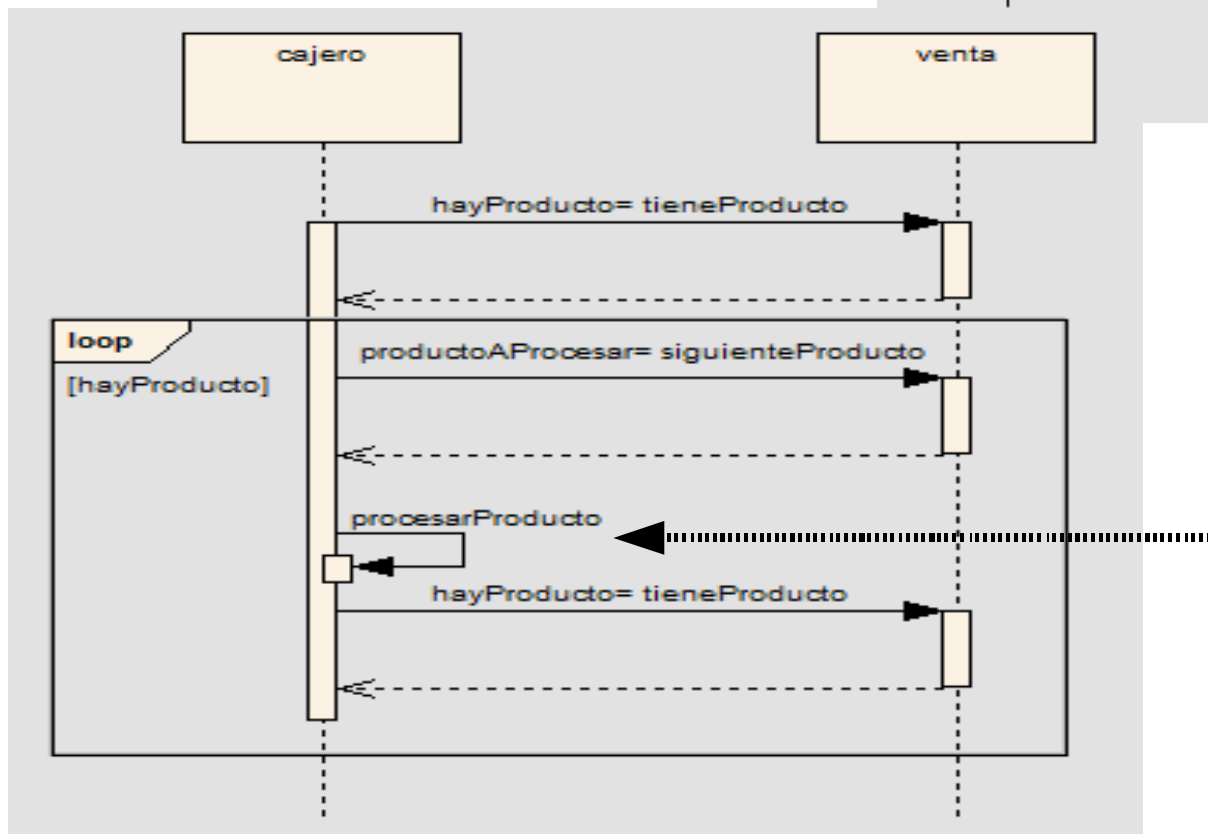 cajero
venta
hayProducto= tieneProducto
loop
productoAProcesar= siguienteProducto
[hayProducto]
procesarProducto
hayProducto= tieneProducto